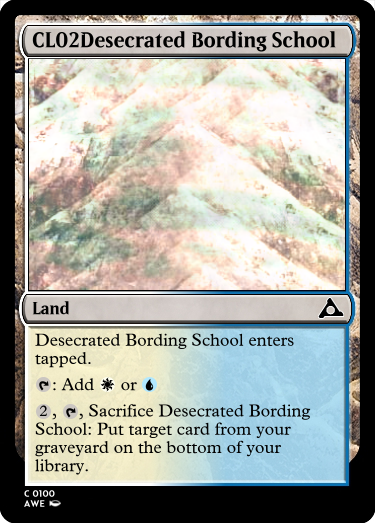 CL02Desecrated Bording School
Land
Desecrated Bording School enters
tapped.
: Add or
2, , Sacrifice Desecrated Bording
School: Put target card from your
graveyard on the bottom of your
library.
C 0100
AWE